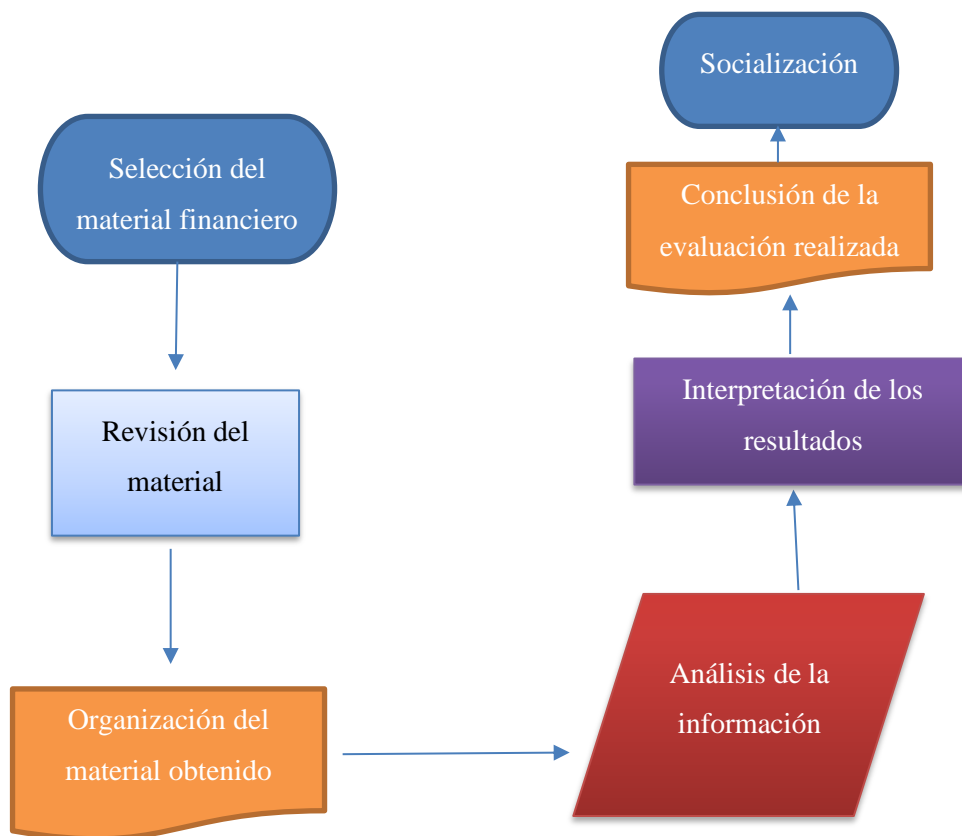 Selección del
material financiero
Revisión del
material
Organización del
material obtenido
Análisis de la
información
Interpretación de los
resultados
Conclusión de la
evaluación realizada
Socialización